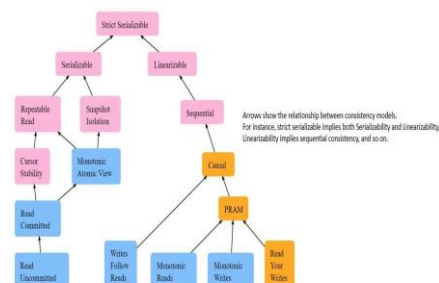 Strict Serializable
Serializable
Linearizable
Repeatable
Read
Snapshot
Isolation
Sequential
Arrows show the relationship between consistency models.
For instance, strict serializable implies both Serializability and Linearizability,
Linearizability implies sequential consistency, and so on.
Cursor
Stability
Monotonic
Atomic View
Causal
Read
Committed
PRAM
Read
Uncommitted
Writes
Follow
Reads
Monotonic
Reads
Monotonic
Writes
Read
Your
Writes